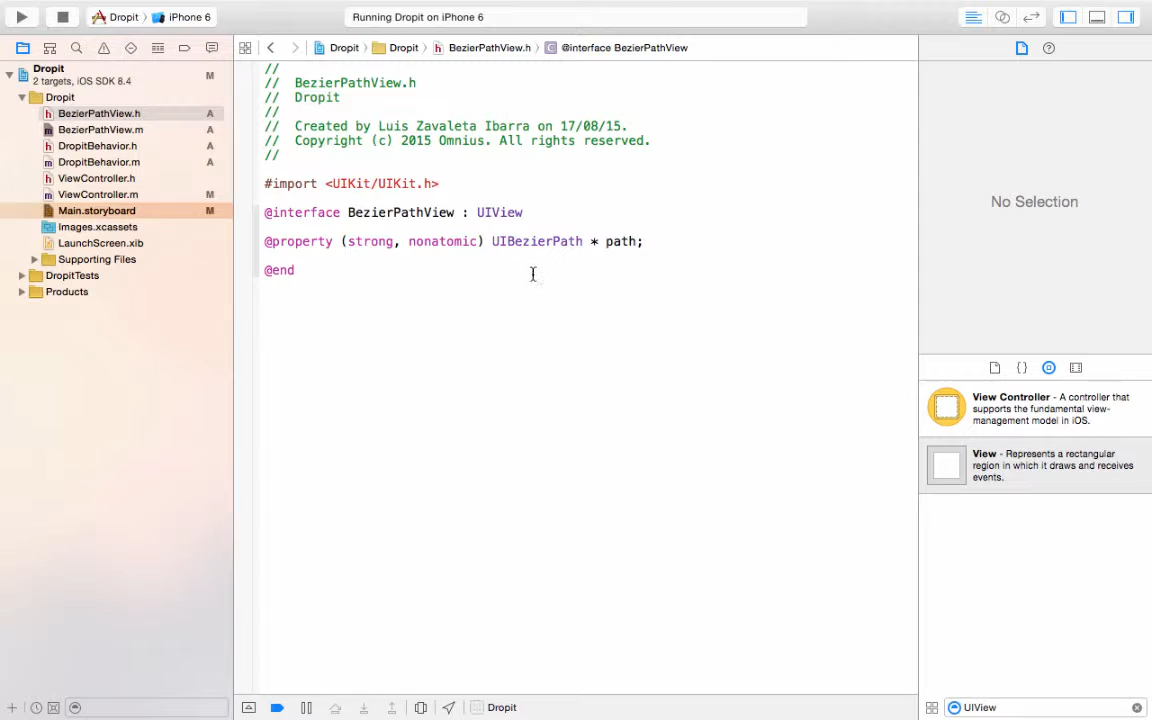 Dropit
iPhone 6
Running Dropit on iPhone 6
Dropit
Dropit
BezierPathView.h
@interface BezierPathView
Dropit
M
2 targets, iOS SDK 8.4
Dropit
BezierPathView.h
A
BezierPathView.m
A
DropitBehavior.h
A
DropitBehavior.m
A
ViewController.h
ViewController.m
M
Main.storyboard
M
Images.xcassets
LaunchScreen.xib
Supporting Files
DropitTests
Products
//
// BezierPathView.h
// Dropit
//
// Created by Luis Zavaleta Ibarra on 17/08/15.
// Copyright (c) 2015 Omnius. All rights reserved.
//
#import <UIKit/UIKit.h>
@interface BezierPathView : UIView
@property (strong, nonatomic) UIBezierPath * path;
@end
No Selection
View Controller - A controller that
supports the fundamental view-
management model in iOS.
View - Represents a rectangular
region in which it draws and receives
events.
Dropit
UIView